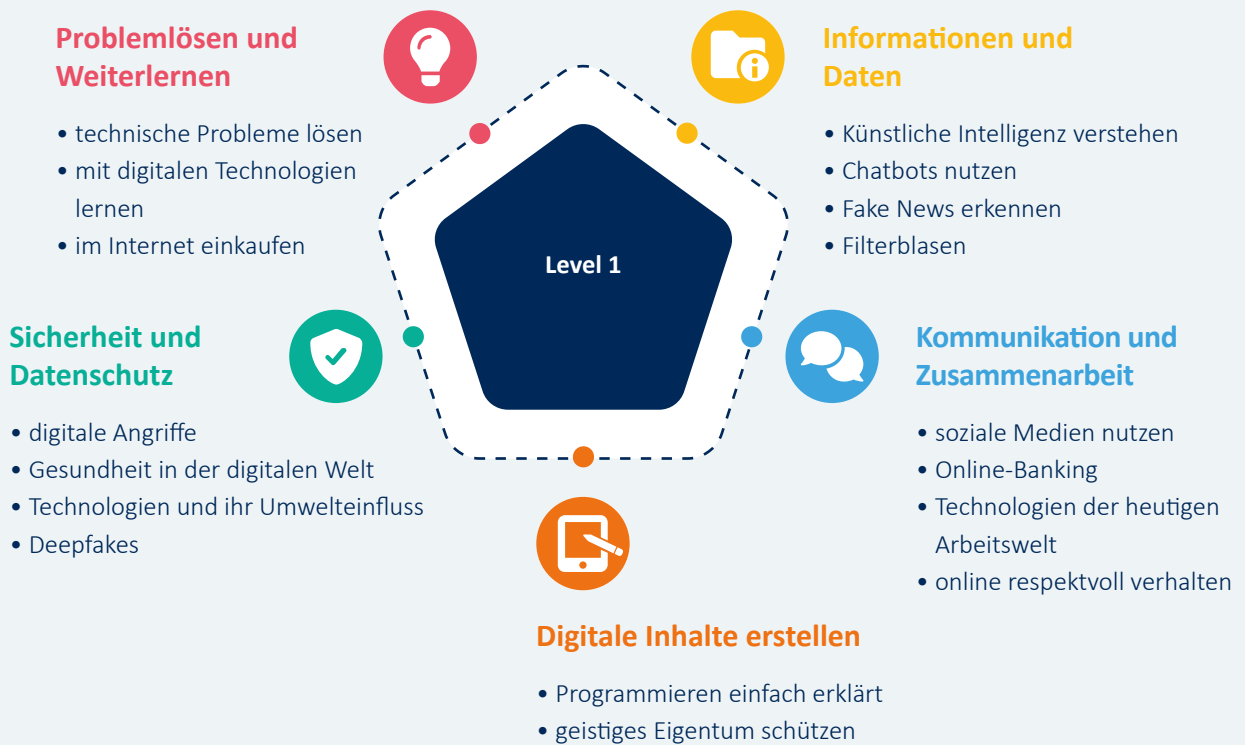 Problemlösen und
Weiterlernen
• technische Probleme lösen
• mit digitalen Technologien
lernen
• im Internet einkaufen
Informationen und
Daten
• Künstliche Intelligenz verstehen
• Chatbots nutzen
• Fake News erkennen
• Filterblasen
Level 1
Sicherheit und
Datenschutz
• digitale Angriffe
• Gesundheit in der digitalen Welt
• Technologien und ihr Umwelteinfluss
• Deepfakes
Kommunikation und
Zusammenarbeit
• soziale Medien nutzen
• Online-Banking
• Technologien der heutigen
Arbeitswelt
• online respektvoll verhalten
Digitale Inhalte erstellen
• Programmieren einfach erklärt
• geistiges Eigentum schützen